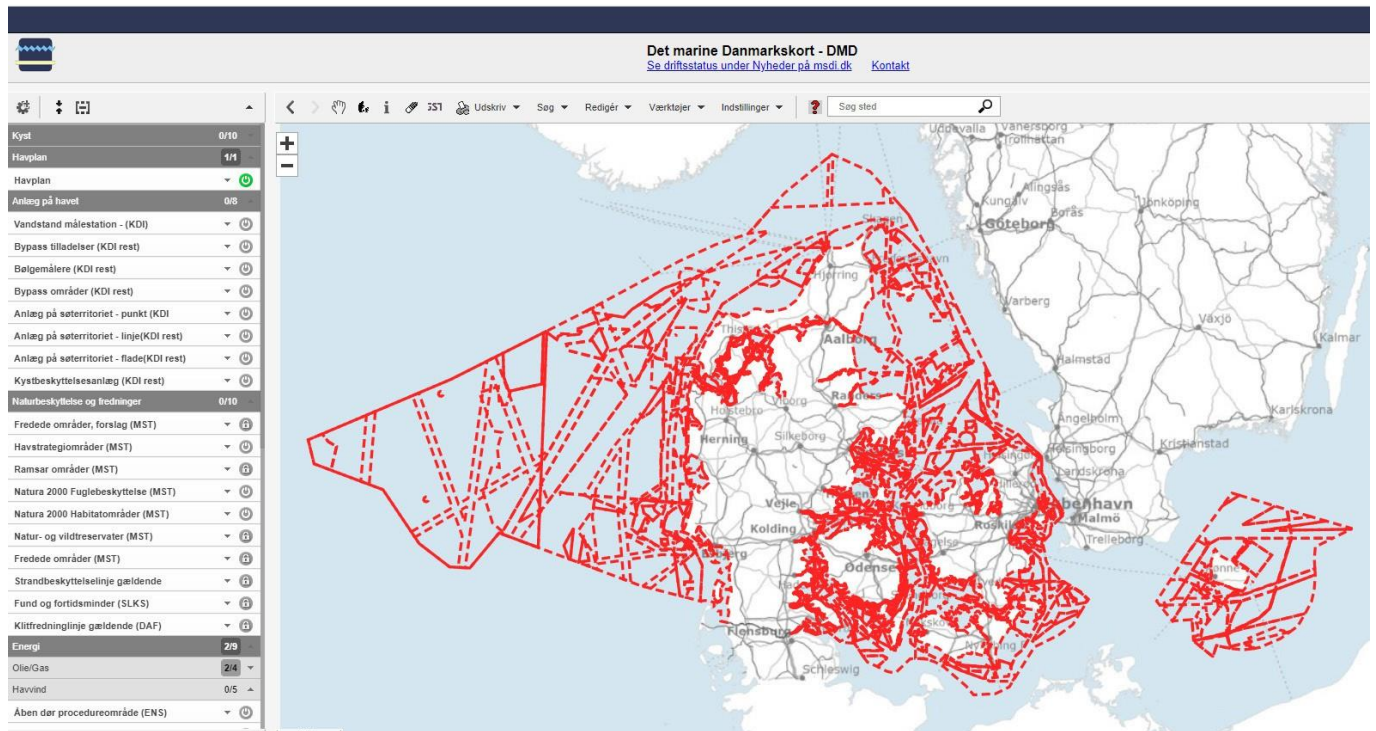 Det marine Danmarkskort - DMD
Se driftsstatus under Nyheder på msdi.dk Kontakt
Udskriv Søg Redigér Værktøjer Indstillinger ? Søg sted
Kyst 0/10
Havplan 1/1
Havplan
Anlæg på havet 0/8
Vandstand målestation - (KDI)
Bypass tilladelser (KDI rest)
Bølgemålere (KDI rest)
Bypass områder (KDI rest)
Anlæg på søterritoriet - punkt (KDI
Anlæg på søterritoriet - linje(KDI rest)
Anlæg på søterritoriet - flade(KDI rest)
Kystbeskyttelsesanlæg (KDI rest)
Naturbeskyttelse og fredninger 0/10
Fredede områder, forslag (MST)
Havstrategiområder (MST)
Ramsar områder (MST)
Natura 2000 Fuglebeskyttelse (MST)
Natura 2000 Habitatområder (MST)
Natur- og vildtreservater (MST)
Fredede områder (MST)
Strandbeskyttelselinje gældende
Fund og fortidsminder (SLKS)
Klitfredninglinje gældende (DAF)
Energi 2/9
Olie/Gas 2/4
Havvind 0/5
Åben dør procedureområde (ENS)
+
−
Uddevalla
Vänersborg
Trollhättan
Alingsås
Kungälv
Jönköping
Borås
Göteborg
Skagen
Hjørring
Varberg
Växjö
Kalmar
Aalborg
Halmstad
Viborg
Randers
Holstebro
Karlskrona
Ängelholm
Herning
Silkeborg
Helsingborg
Kristianstad
Landskrona
Vejle
Malmö
Kolding
Trelleborg
Odense
Flensburg
Schleswig